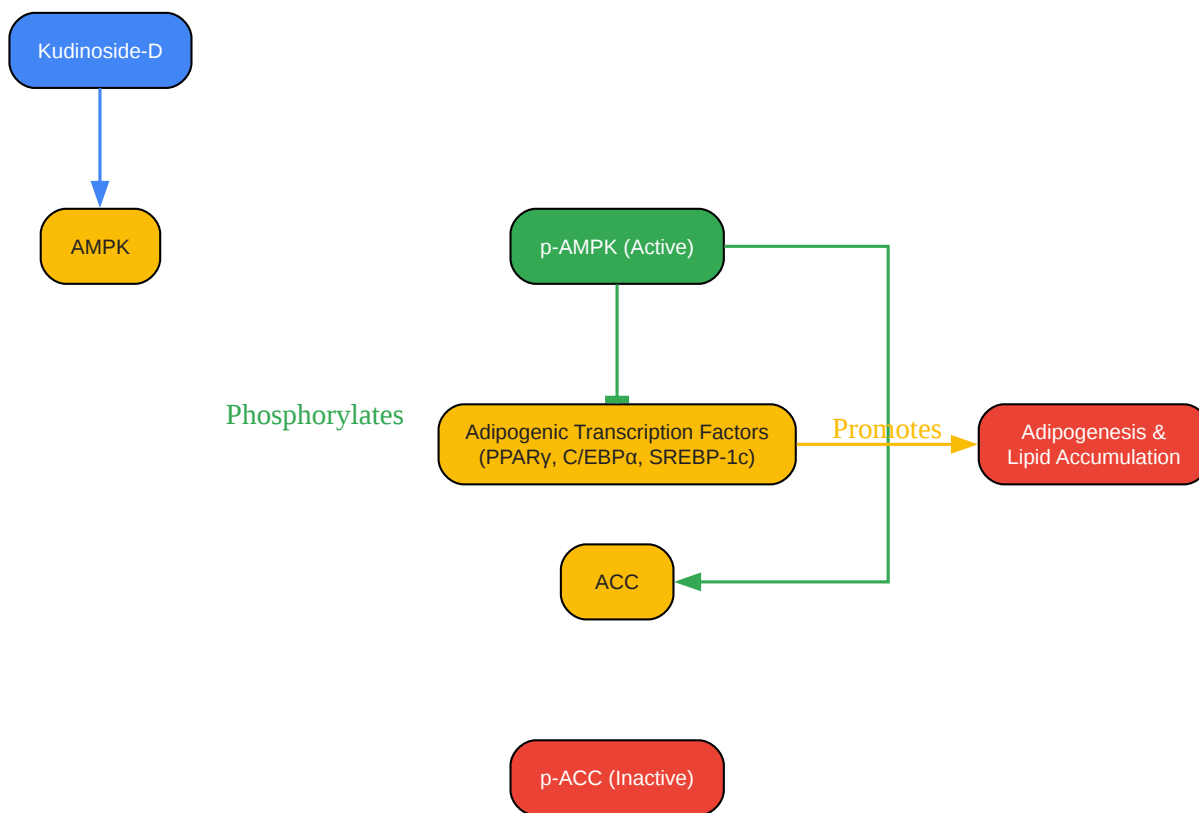 Kudinoside-D
AMPK
p-AMPK (Active)
Phosphorylates
Adipogenic Transcription Factors
(PPARγ, C/EBPα, SREBP-1c)
Promotes
Adipogenesis &
Lipid Accumulation
ACC
p-ACC (Inactive)